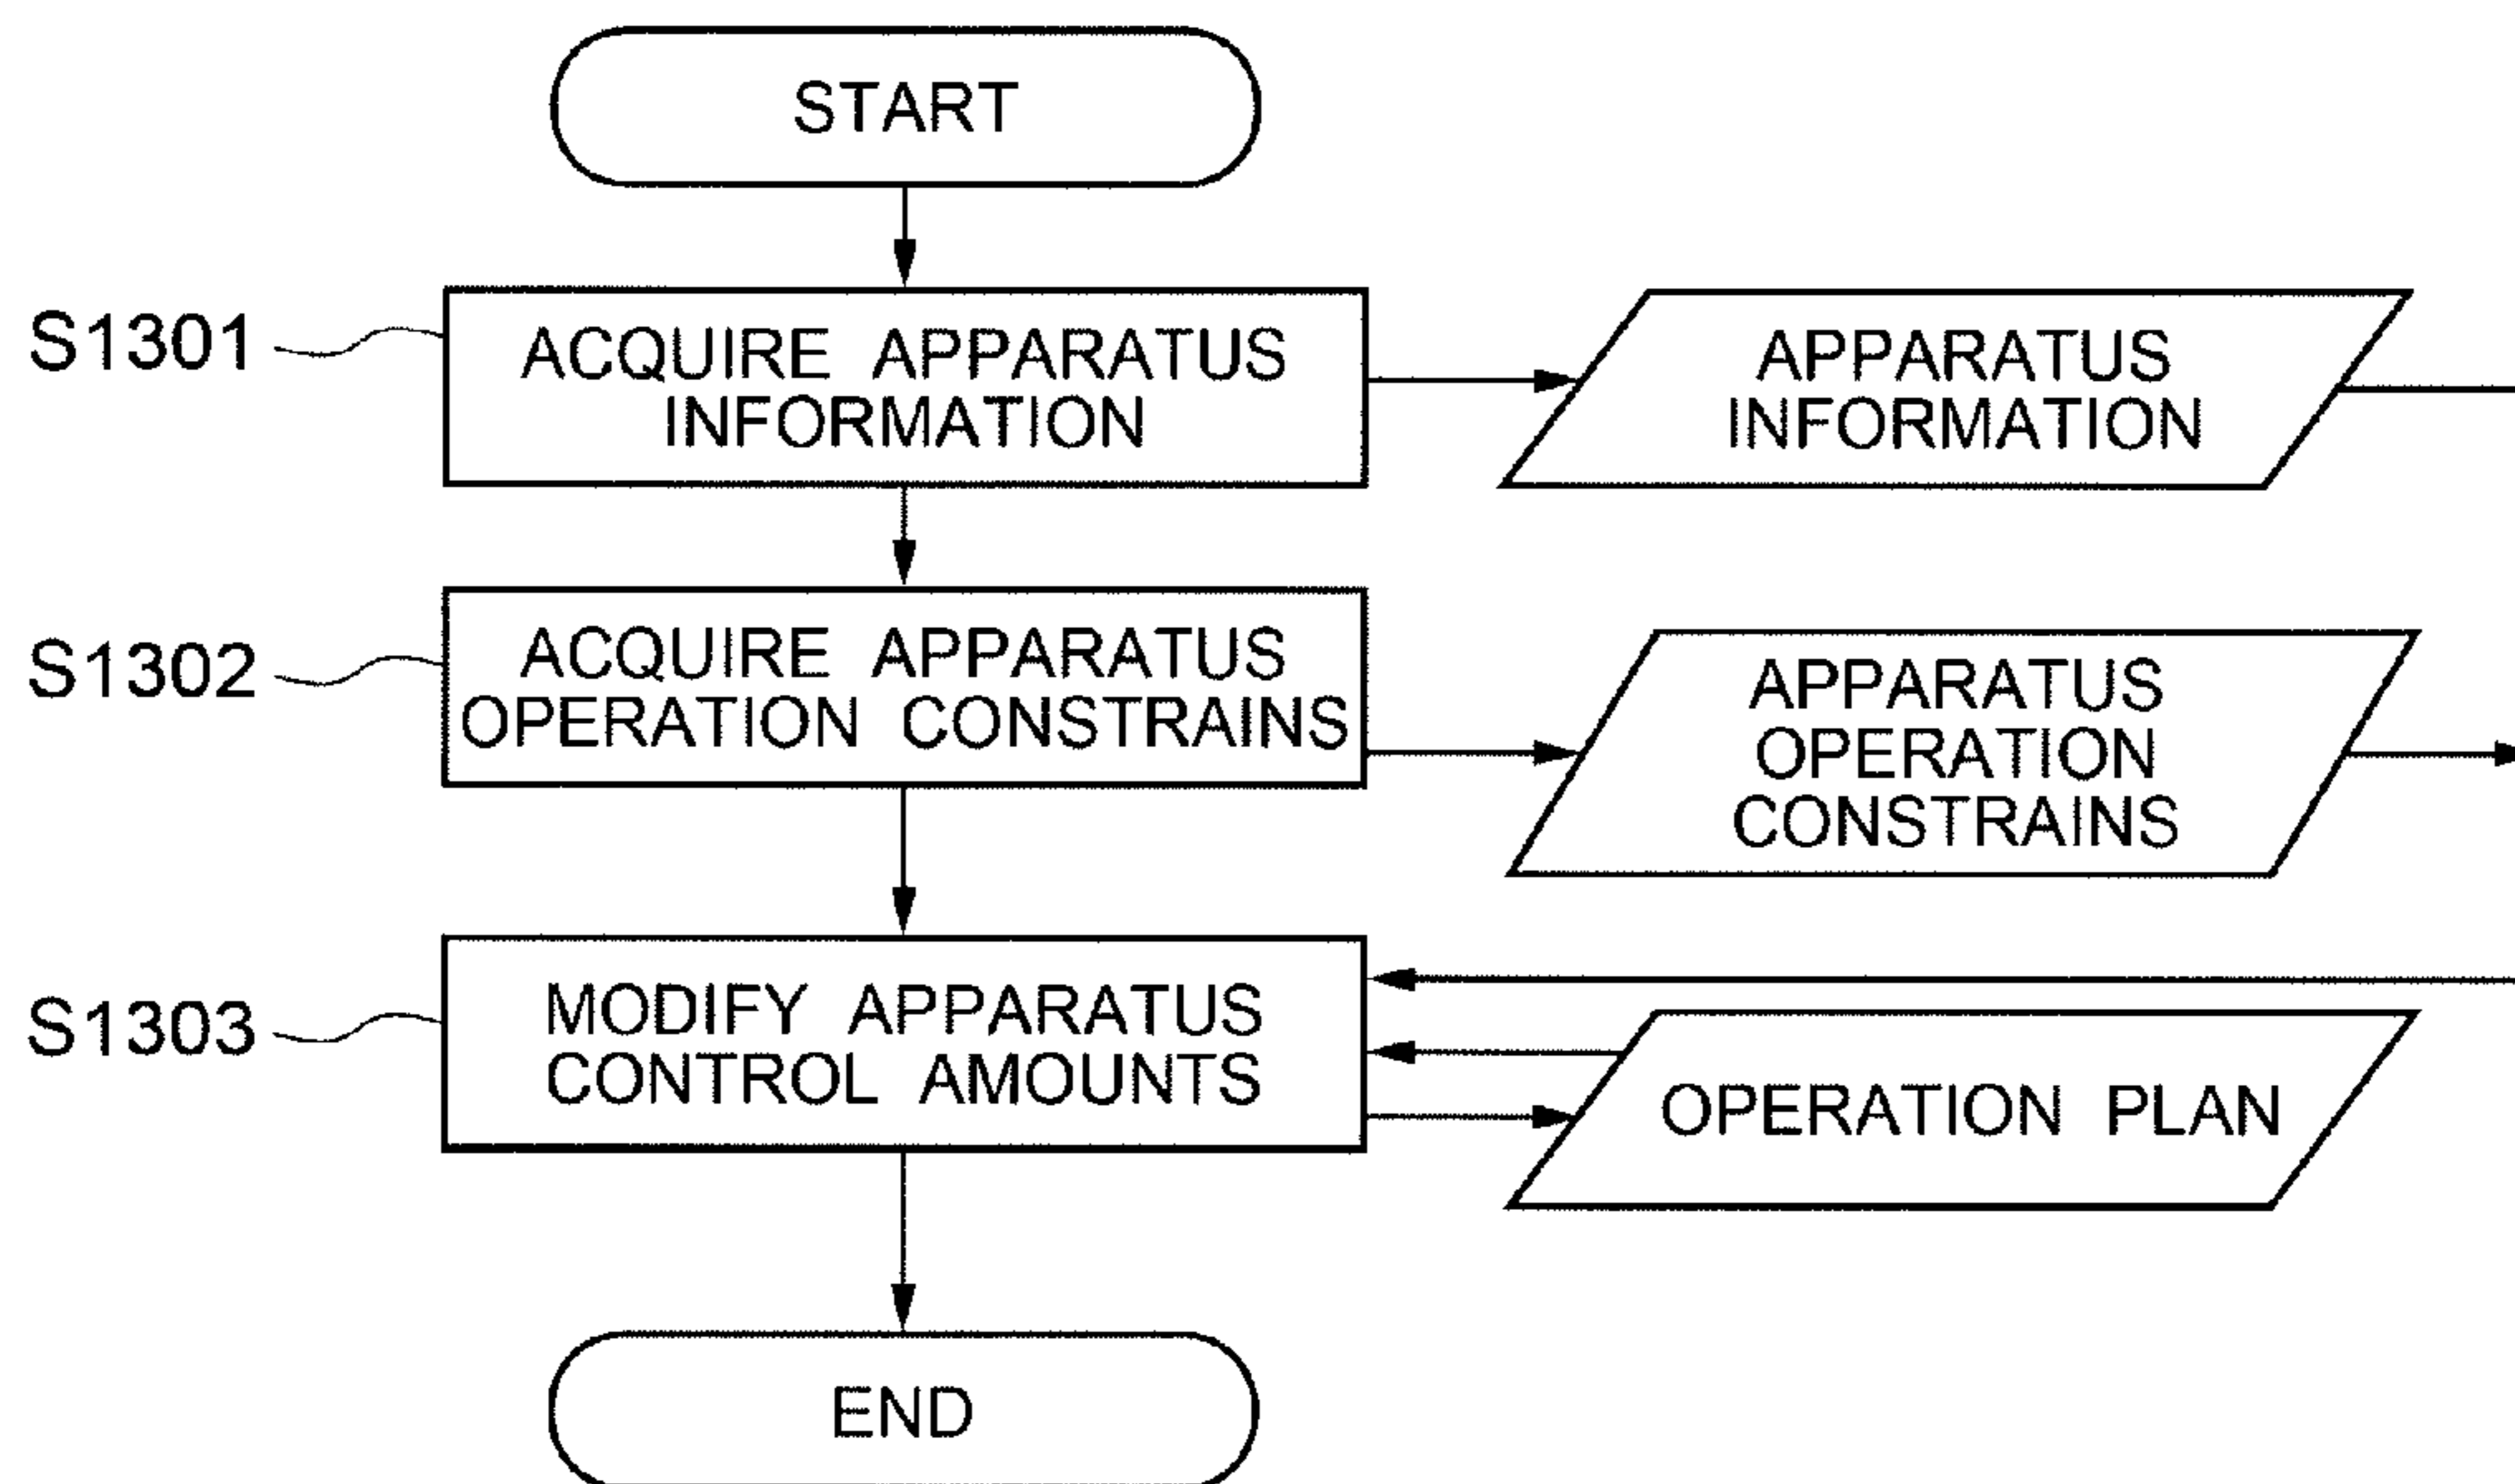 START
S1301
ACQUIRE APPARATUS
INFORMATION
APPARATUS
INFORMATION
S1302
ACQUIRE APPARATUS
OPERATION CONSTRAINS
APPARATUS
OPERATION
CONSTRAINS
S1303
MODIFY APPARATUS
CONTROL AMOUNTS
OPERATION PLAN
END